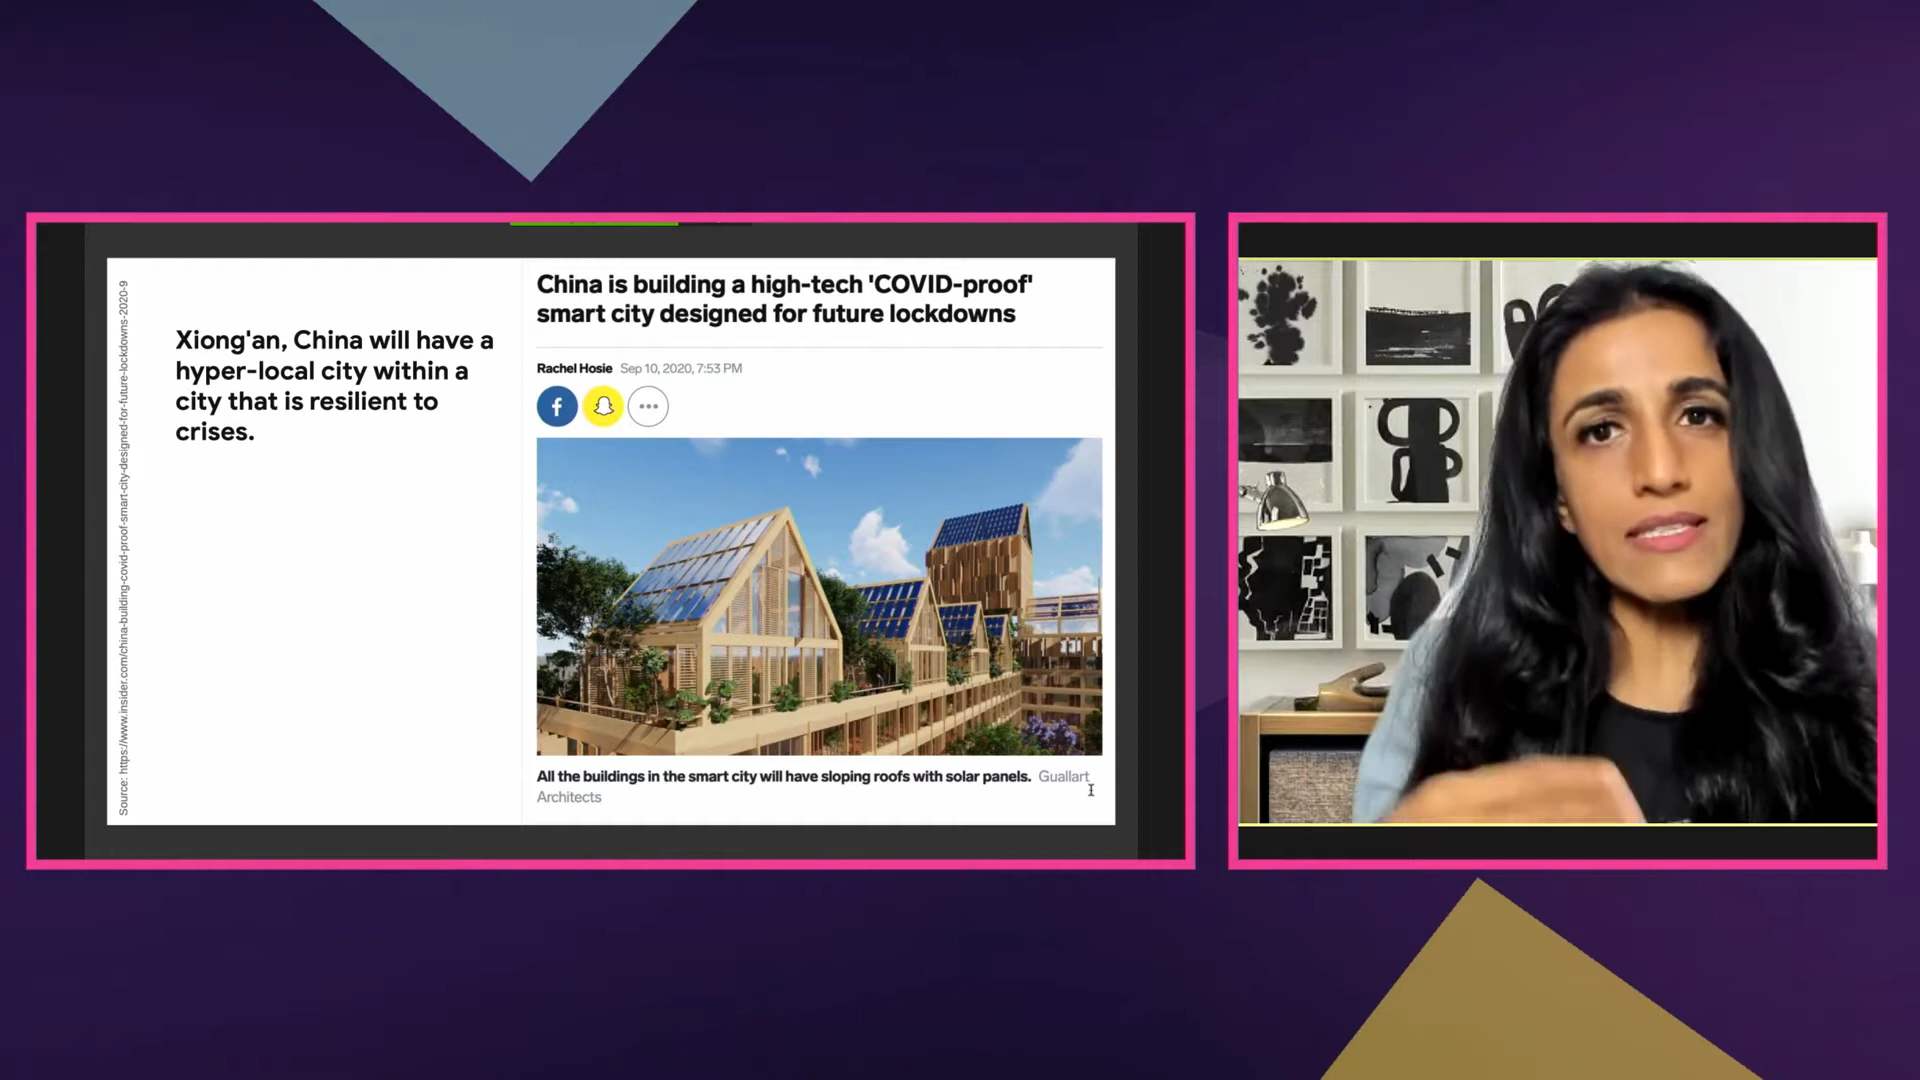 Source: https://www.insider.com/china-building-covid-proof-smart-city-designed-for-future-lockdowns-2020-9
Xiong'an, China will have a
hyper-local city within a
city that is resilient to
crises.
China is building a high-tech 'COVID-proof'
smart city designed for future lockdowns
Rachel Hosie Sep 10, 2020, 7:53 PM
All the buildings in the smart city will have sloping roofs with solar panels. Guallart
Architects